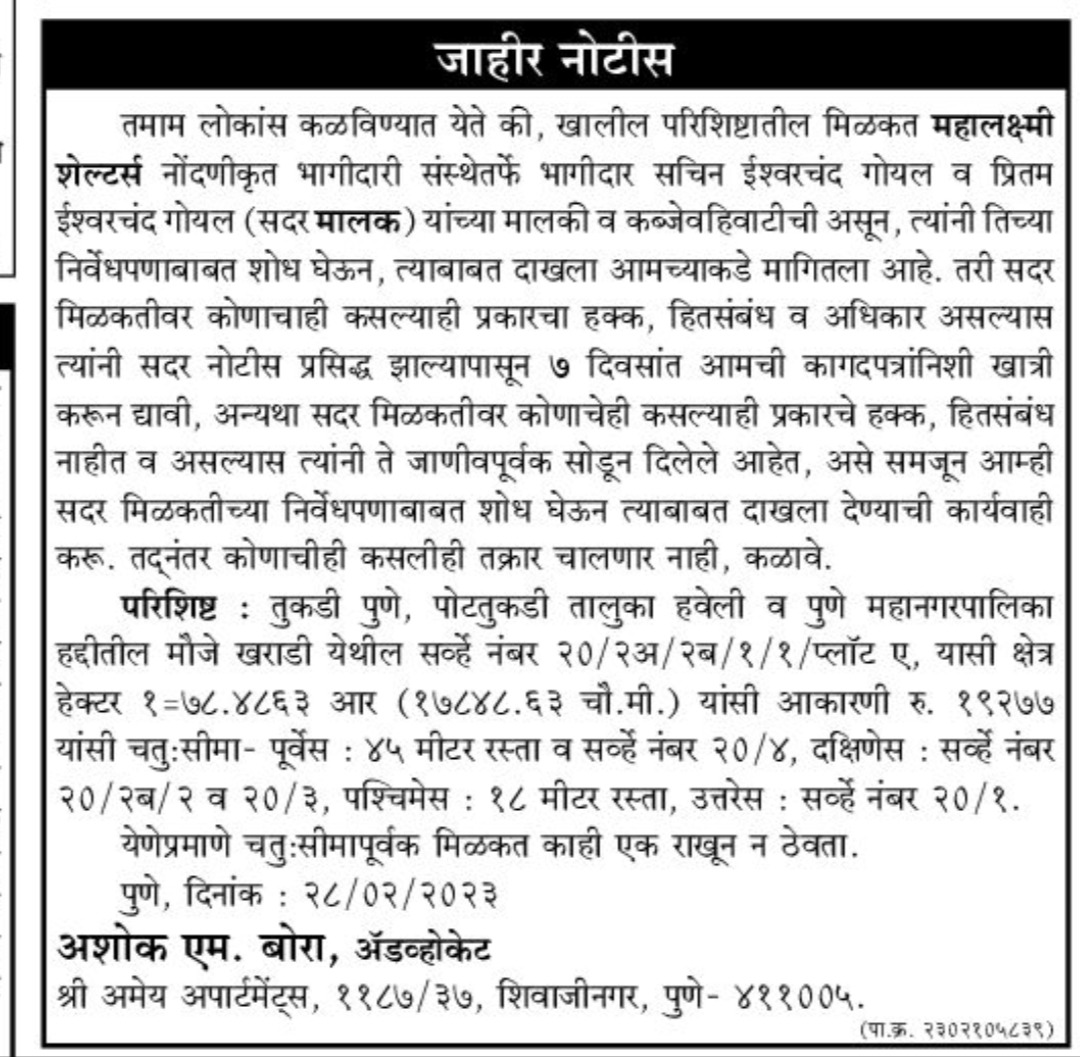 जाहीर नोटीस
तमाम लोकांस कळविण्यात येते की, खालील परिशिष्टातील मिळकत महालक्ष्मी
शेल्टर्स नोंदणीकृत भागीदारी संस्थेतर्फे भागीदार सचिन ईश्वरचंद गोयल व प्रितम
ईश्वरचंद गोयल (सदर मालक) यांच्या मालकी व कब्जेवहिवाटीची असून, त्यांनी तिच्या
निर्वेधपणाबाबत शोध घेऊन, त्याबाबत दाखला आमच्याकडे मागितला आहे. तरी सदर
मिळकतीवर कोणाचाही कसल्याही प्रकारचा हक्क, हितसंबंध व अधिकार असल्यास
त्यांनी सदर नोटीस प्रसिद्ध झाल्यापासून ७ दिवसांत आमची कागदपत्रांनिशी खात्री
करून द्यावी, अन्यथा सदर मिळकतीवर कोणाचेही कसल्याही प्रकारचे हक्क, हितसंबंध
नाहीत व असल्यास त्यांनी ते जाणीवपूर्वक सोडून दिलेले आहेत, असे समजून आम्ही
सदर मिळकतीच्या निर्वेधपणाबाबत शोध घेऊन त्याबाबत दाखला देण्याची कार्यवाही
करू. तद्नंतर कोणाचीही कसलीही तक्रार चालणार नाही, कळावे.
परिशिष्ट : तुकडी पुणे, पोटतुकडी तालुका हवेली व पुणे महानगरपालिका
हद्दीतील मौजे खराडी येथील सर्व्हे नंबर २०/२अ/२ब/१/१/प्लॉट ए, यासी क्षेत्र
हेक्टर १=७८.४८६३ आर (१७८४८.६३ चौ.मी.) यांसी आकारणी रु. १९२७७
यांसी चतुःसीमा- पूर्वेस : ४५ मीटर रस्ता व सर्व्हे नंबर २०/४, दक्षिणेस : सर्व्हे नंबर
२०/२ब/२ व २०/३, पश्चिमेस : १८ मीटर रस्ता, उत्तरेस : सर्व्हे नंबर २०/१.
येणेप्रमाणे चतुःसीमापूर्वक मिळकत काही एक राखून न ठेवता.
पुणे, दिनांक : २८/०२/२०२३
अशोक एम. बोरा, ॲडव्होकेट
श्री अमेय अपार्टमेंट्स, ११८७/३७, शिवाजीनगर, पुणे- ४११००५.
(पा.क्र. २३०२१०५८३९)